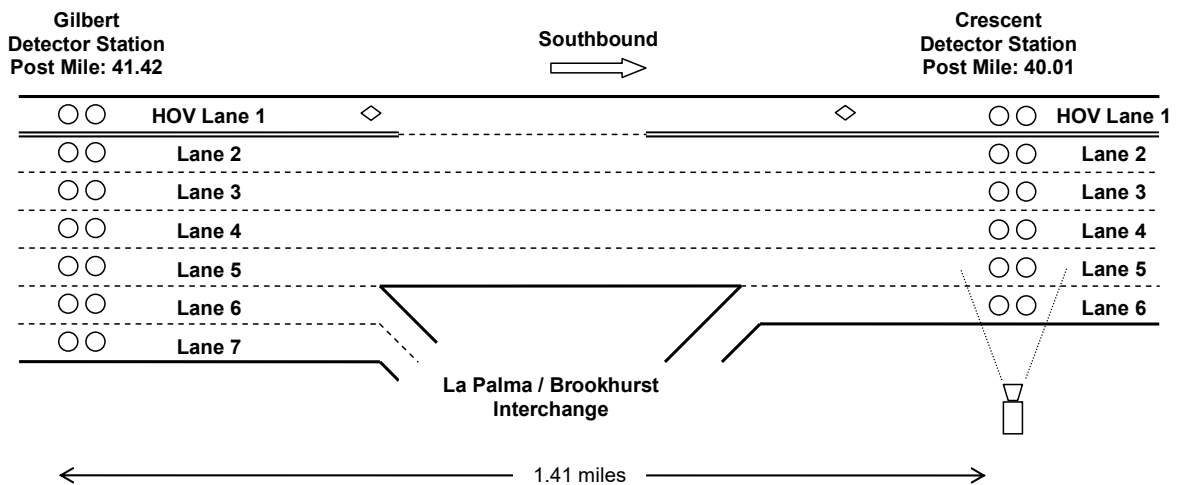 Gilbert
Detector Station
Post Mile: 41.42
Southbound
Crescent
Detector Station
Post Mile: 40.01
HOV Lane 1
HOV Lane 1
Lane 2
Lane 2
Lane 3
Lane 3
Lane 4
Lane 4
Lane 5
Lane 5
Lane 6
Lane 6
Lane 7
La Palma / Brookhurst
Interchange
1.41 miles